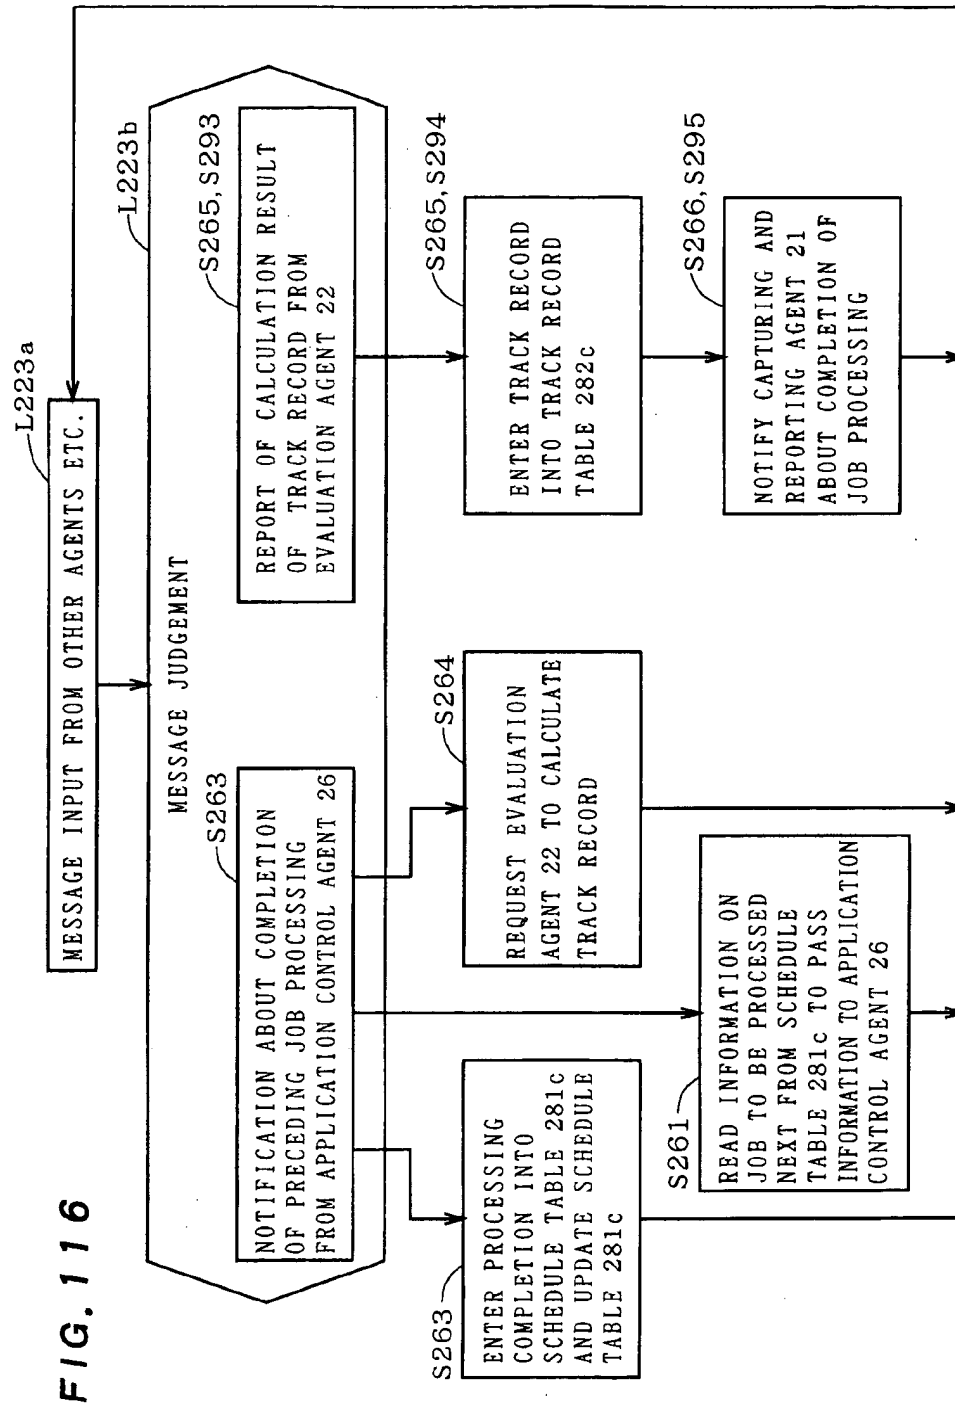 FIG. 116
L223a
MESSAGE INPUT FROM OTHER AGENTS ETC.
L223b
MESSAGE JUDGEMENT
S263
NOTIFICATION ABOUT COMPLETION
OF PRECEDING JOB PROCESSING
FROM APPLICATION CONTROL AGENT 26
S265, S293
REPORT OF CALCULATION RESULT
OF TRACK RECORD FROM
EVALUATION AGENT 22
S263
ENTER PROCESSING
COMPLETION INTO
SCHEDULE TABLE 281c
AND UPDATE SCHEDULE
TABLE 281c
S264
REQUEST EVALUATION
AGENT 22 TO CALCULATE
TRACK RECORD
S265, S294
ENTER TRACK RECORD
INTO TRACK RECORD
TABLE 282c
S261
READ INFORMATION ON
JOB TO BE PROCESSED
NEXT FROM SCHEDULE
TABLE 281c TO PASS
INFORMATION TO APPLICATION
CONTROL AGENT 26
S266, S295
NOTIFY CAPTURING AND
REPORTING AGENT 21
ABOUT COMPLETION OF
JOB PROCESSING